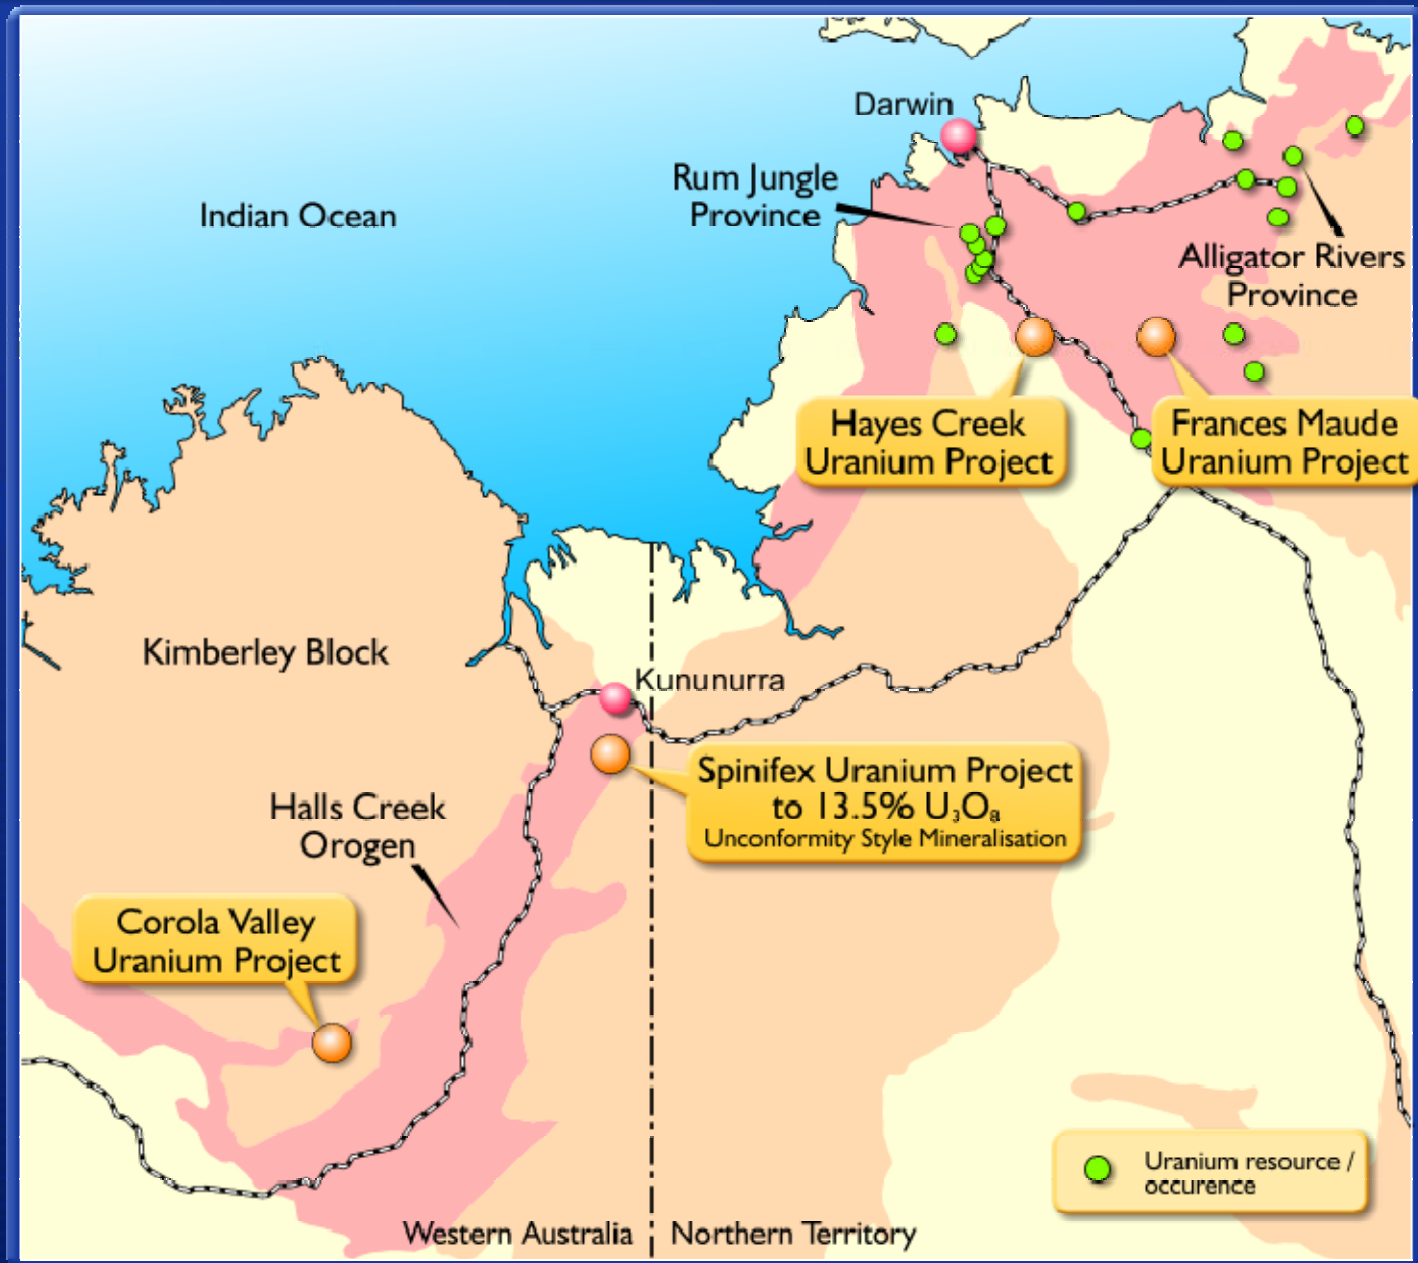 Darwin
Rum Jungle
Province
Indian Ocean
Alligator Rivers
Province
Hayes Creek
Uranium Project
Frances Maude
Uranium Project
Kimberley Block
Kununurra
Spinifex Uranium Project
to 13.5% U₃O₈
Unconformity Style Mineralisation
Halls Creek
Orogen
Corola Valley
Uranium Project
Uranium resource /
occurence
Western Australia
Northern Territory